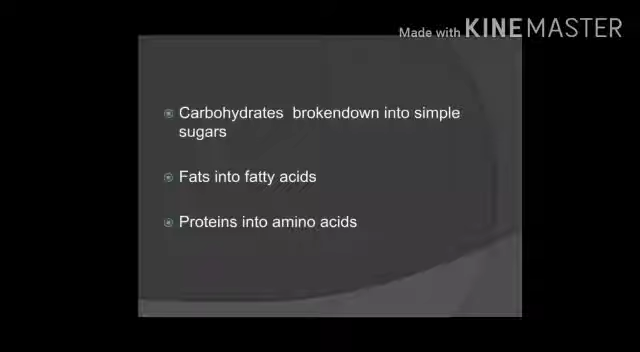 Made with KINEMASTER
Carbohydrates brokendown into simple
sugars
Fats into fatty acids
Proteins into amino acids